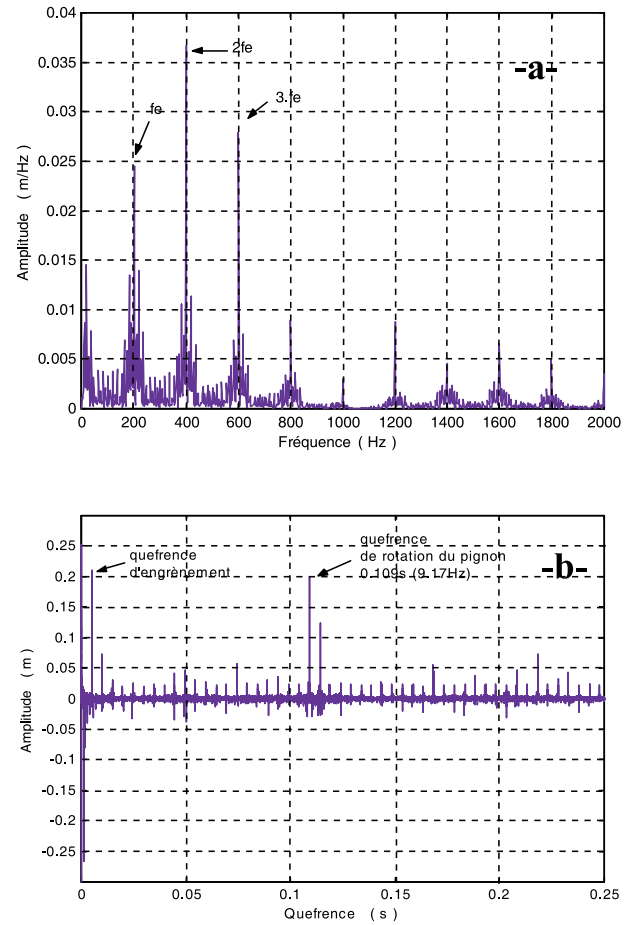 0.04
0.035
0.03
0.025
0.02
0.015
0.01
0.005
0
Amplitude ( m/Hz )
2fe
-a-
3.fe
fe
0 200 400 600 800 1000 1200 1400 1600 1800 2000
Fréquence ( Hz )
0.25
0.2
0.15
0.1
0.05
0
-0.05
-0.1
-0.15
-0.2
-0.25
Amplitude ( m )
quefrence
d'engrènement
quefrence
de rotation du pignon
0.109s (9.17Hz)
-b-
0 0.05 0.1 0.15 0.2 0.25
Quefrence ( s )